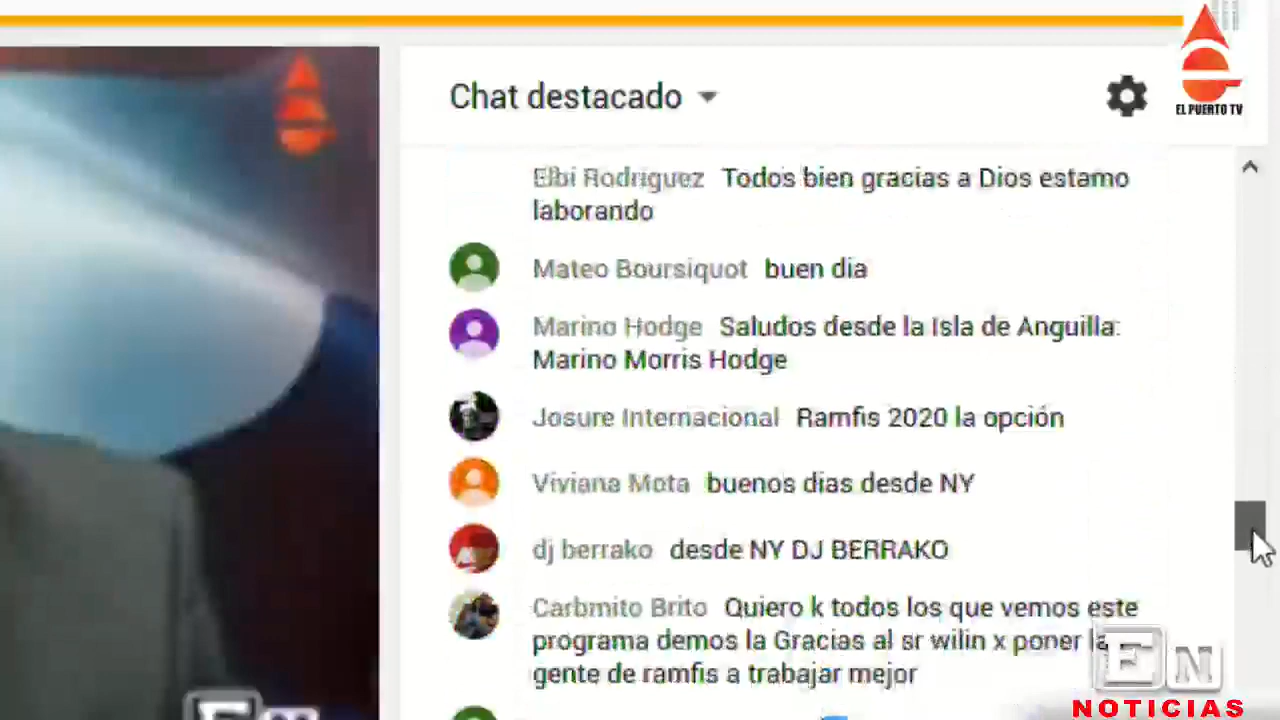 EL PUERTO TV
Chat destacado
Elbi Rodriguez Todos bien gracias a Dios estamo
laborando
Mateo Boursiquot buen dia
Marino Hodge Saludos desde la Isla de Anguilla:
Marino Morris Hodge
Josure Internacional Ramfis 2020 la opción
Viviana Mota buenos dias desde NY
dj berrako desde NY DJ BERRAKO
Carbmito Brito Quiero k todos los que vemos este
programa demos la Gracias al sr wilin x poner la
gente de ramfis a trabajar mejor
EN
EN
NOTICIAS